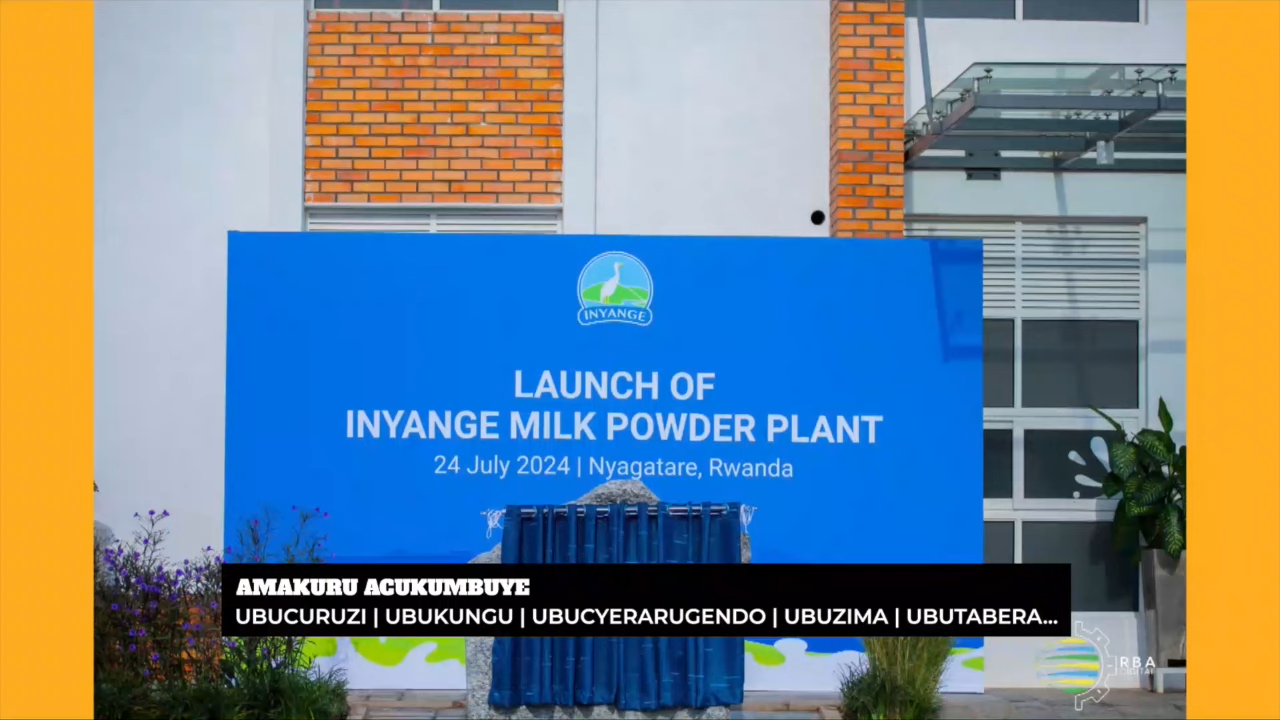 INYANGE
LAUNCH OF
INYANGE MILK POWDER PLANT
24 July 2024 | Nyagatare, Rwanda
AMAKURU ACUKUMBUYE
UBUCURUZI | UBUKUNGU | UBUCYERARUGENDO | UBUZIMA | UBUTABERA...
RBA
DIGITAL